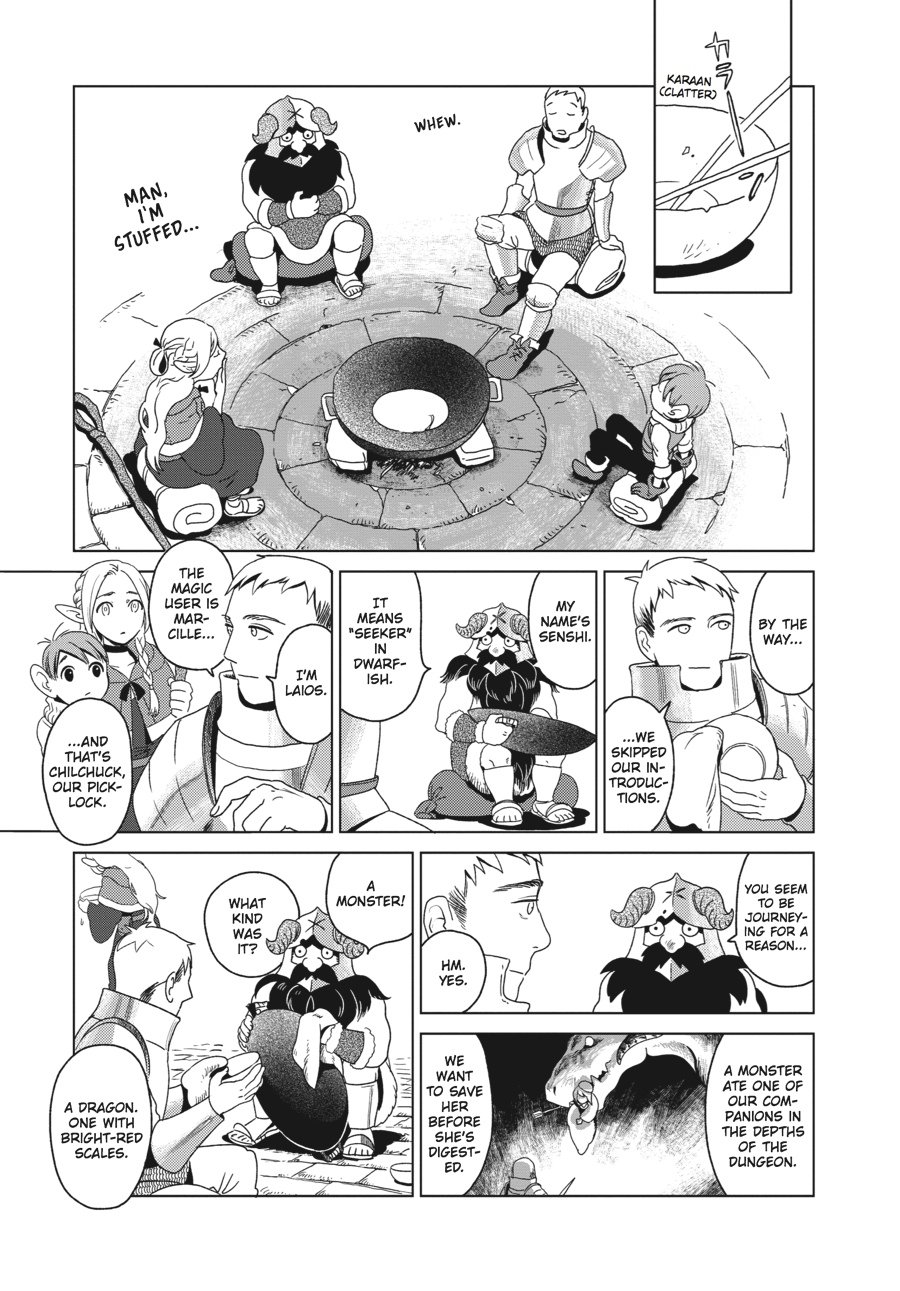 カラー
KARAAN
(CLATTER)
WHEW.
MAN,
I'M
STUFFED...
BY THE
WAY...
...WE
SKIPPED
OUR IN-
TRODUC-
TIONS.
MY
NAME'S
SENSHI.
IT
MEANS
"SEEKER"
IN
DWARF-
ISH.
I'M
LAIOS.
THE
MAGIC
USER IS
MAR-
CILLE...
...AND
THAT'S
CHILCHUCK,
OUR PICK-
LOCK.
YOU SEEM
TO BE
JOURNEY-
ING FOR A
REASON...
HM.
YES.
A MONSTER
ATE ONE OF
OUR COM-
PANIONS IN
THE DEPTHS
OF THE
DUNGEON.
WE
WANT
TO SAVE
HER
BEFORE
SHE'S
DIGEST-
ED.
A
MONSTER!
WHAT
KIND
WAS
IT?
A DRAGON.
ONE WITH
BRIGHT-RED
SCALES.